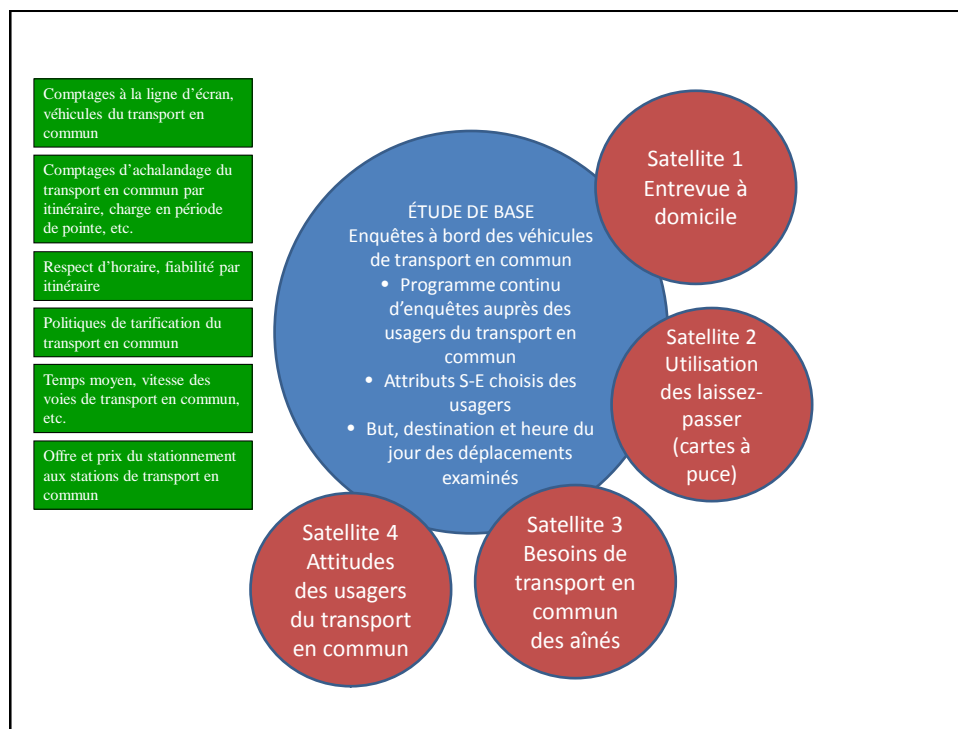 Comptages à la ligne d'écran,
véhicules du transport en
commun
Comptages d'achalandage du
transport en commun par
itinéraire, charge en période
de pointe, etc.
Respect d'horaire, fiabilité par
itinéraire
Politiques de tarification du
transport en commun
Temps moyen, vitesse des
voies de transport en commun,
etc.
Offre et prix du stationnement
aux stations de transport en
commun
ÉTUDE DE BASE
Enquêtes à bord des véhicules
de transport en commun
• Programme continu
d'enquêtes auprès des
usagers du transport en
commun
• Attributs S-E choisis des
usagers
• But, destination et heure du
jour des déplacements
examinés
Satellite 1
Entrevue à
domicile
Satellite 2
Utilisation
des laissez-
passer
(cartes à
puce)
Satellite 3
Besoins de
transport en
commun
des aînés
Satellite 4
Attitudes
des usagers
du transport
en commun